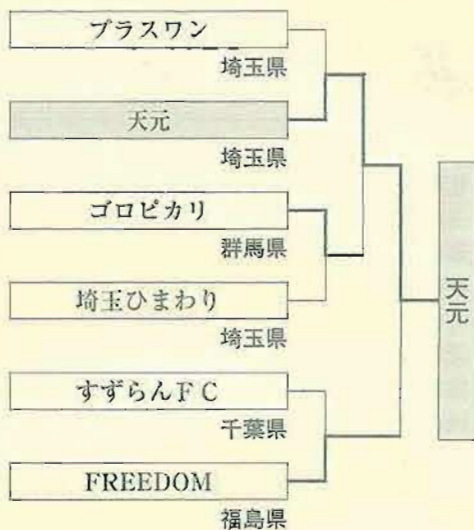 プラスワン
埼玉県
天元
埼玉県
ゴロピカリ
群馬県
埼玉ひまわり
埼玉県
すずらんFC
千葉県
FREEDOM
福島県
天元